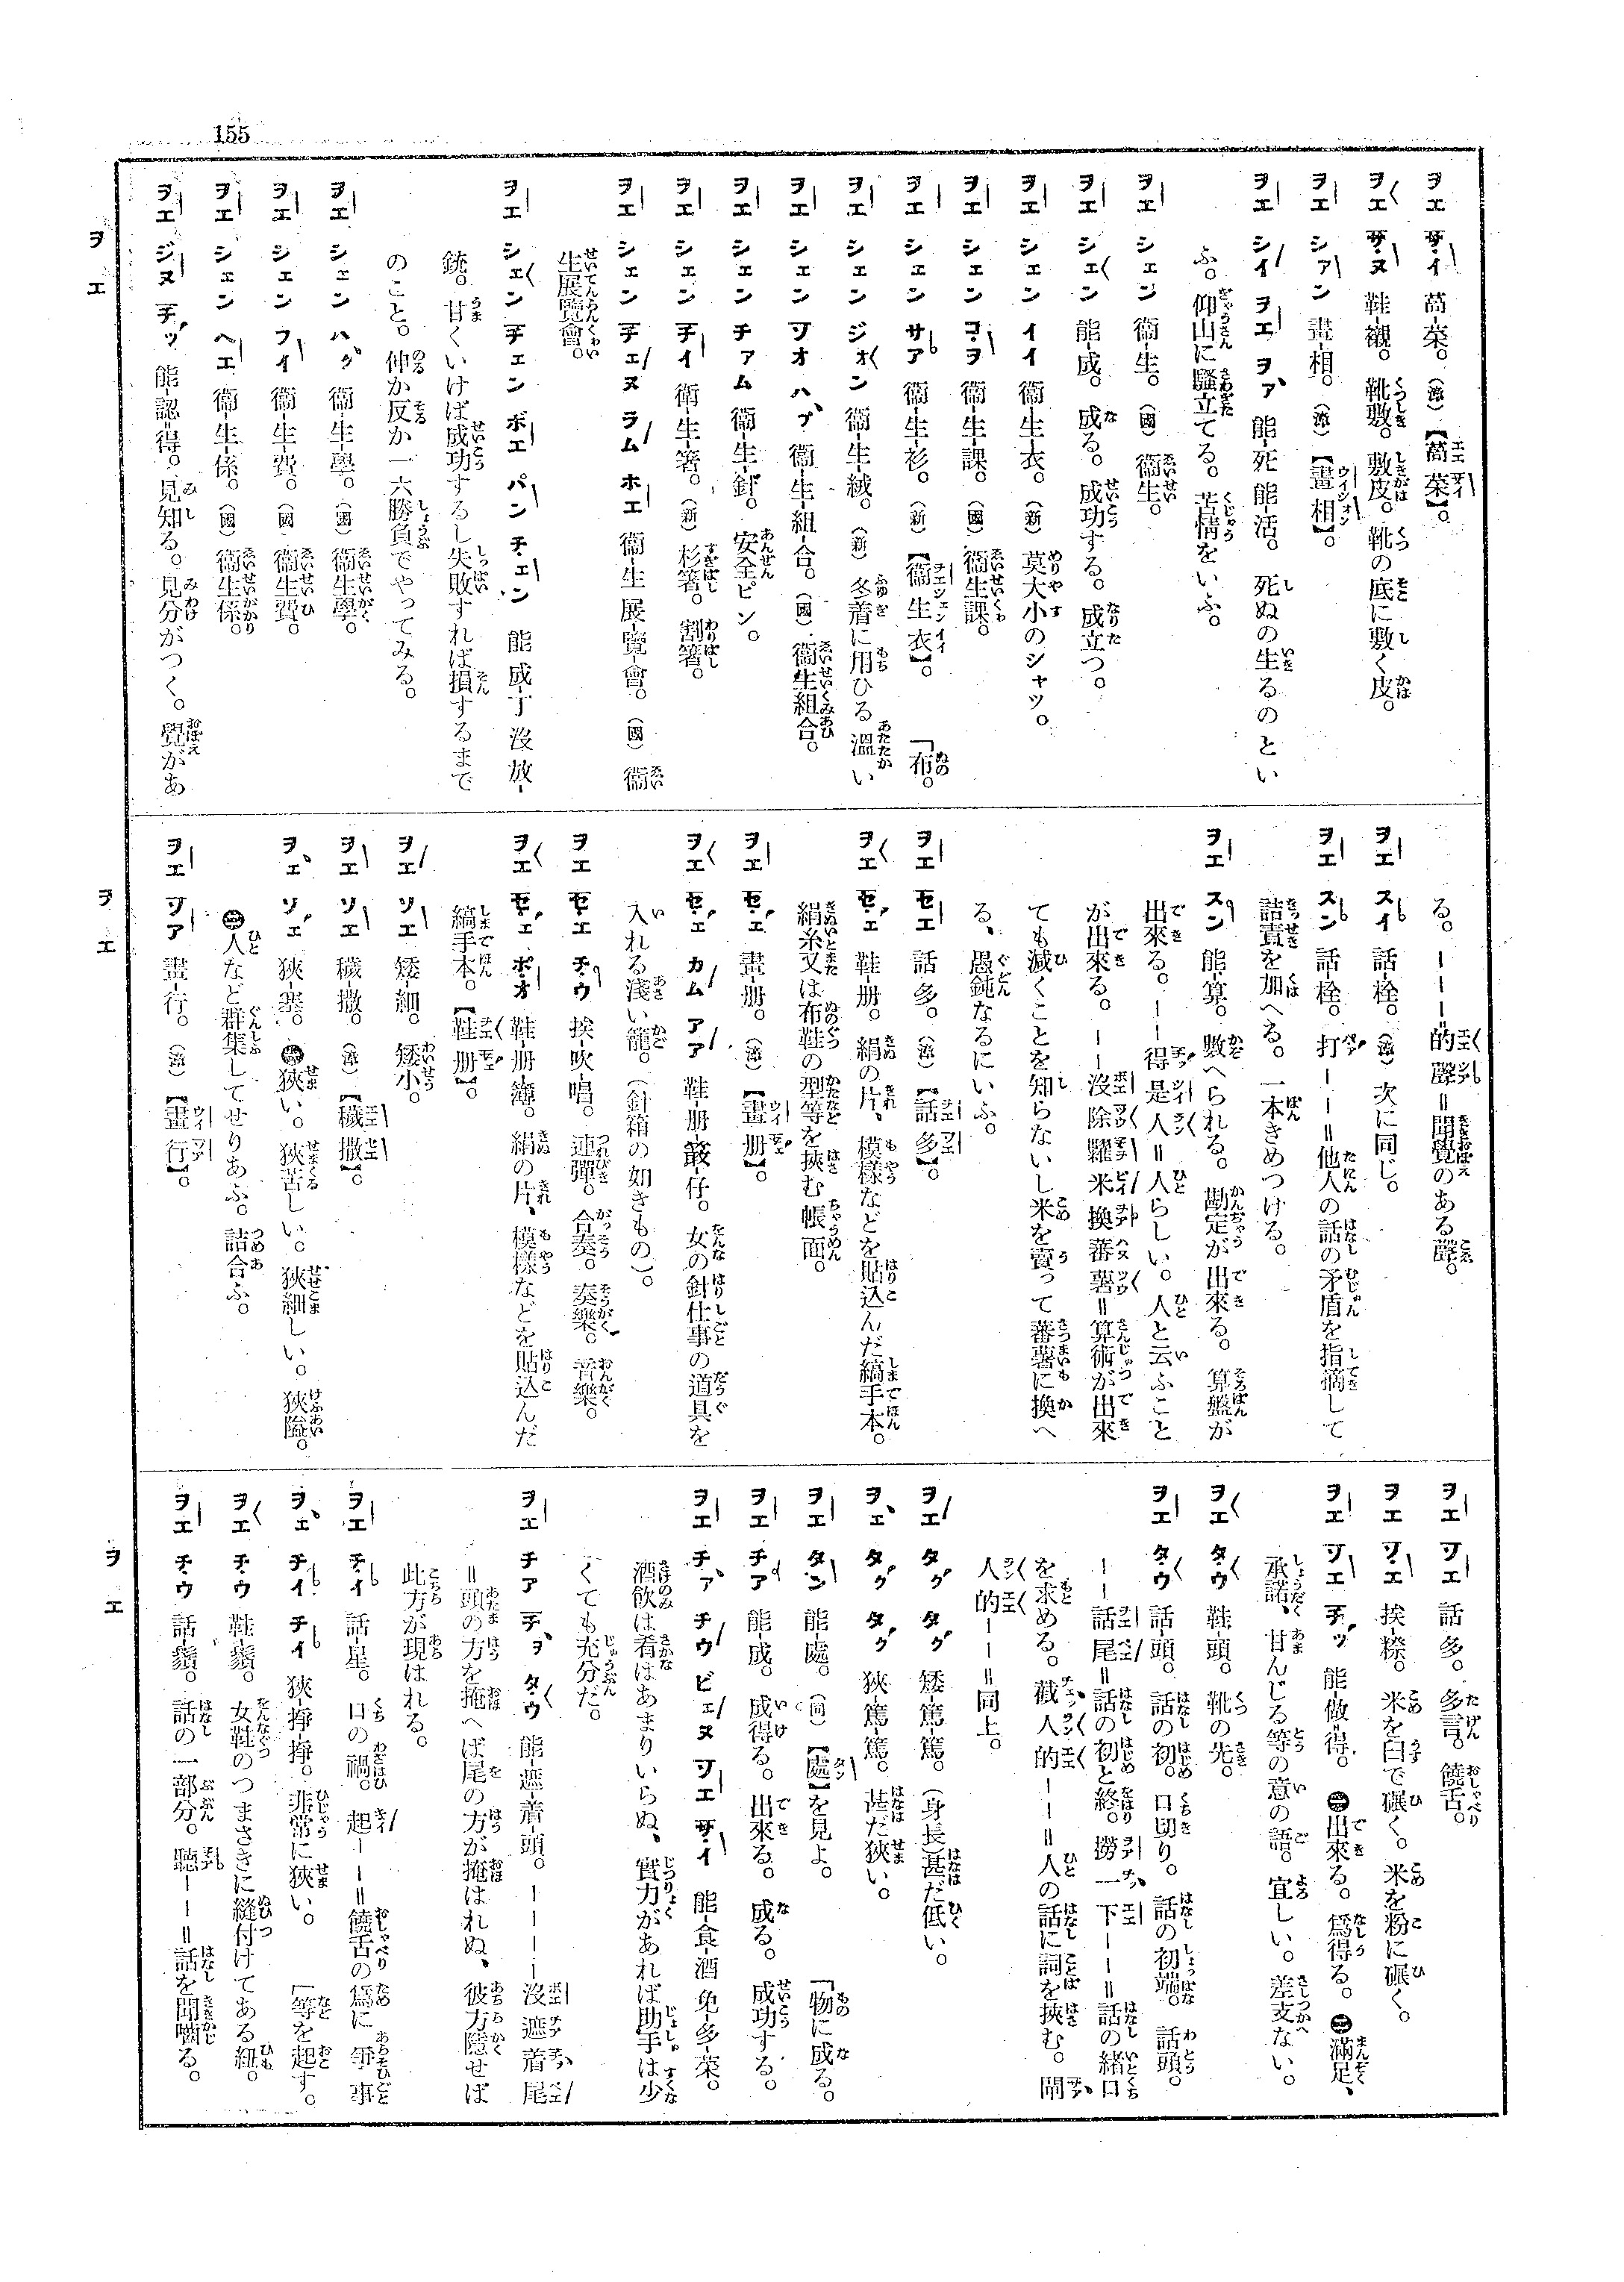 155
ヲエ サイ 萵-菜。(漳)【萵菜】。
ヲエ サヌ 鞋-襯。靴敷。敷皮。靴の底に敷く皮。
ヲエ シアン 畫-相。(漳)【畫相】。
ヲエ シイ ヲエ ヲァ 能-死 能-活。死ぬの生るのとい
ふ。仰山に騷立てる。苦情をいふ。
ヲエ シェン 衞-生。(國)衞生。
ヲエ シェン 能-成。成る。成功する。成立つ。
ヲエ シェン イイ 衞-生-衣。(新)莫大小のシャツ。
ヲエ シェン コヲ 衞-生-課。(國)衞生課。
ヲエ シェン サア 衞-生-衫。(新)【衞生衣】。
ヲエ シェン ジオン 衞-生-絨。(新)冬着に用ひる溫い
「布。
ヲエ シェン ツオ ハプ 衞-生-組-合。(國)衞生組合。
ヲエ シェン チアム 衞-生-針。安全ピン。
ヲエ シェン チイ 衞-生-箸。(新)杉箸。割箸。
ヲエ シェン チェヌ ラム ホエ 衞-生 展-覽-會。(國)衞
生展覽會。
ヲエ シェン チェン ボエ パン チェン 能 成-丁 沒 放-
銃。甘くいけば成功するし失敗すれば損するまで
のこと。伸か反か一六勝負でやってみる。
ヲエ シェン ハク 衞-生-學。(國)衞生學。
ヲエ シェン フイ 衞-生-費。(國)衞生費。
ヲエ シェン ヘエ 衞-生-係。(國)衞生係。
ヲエ ジヌ チッ 能-認=得。見知る。見分がつく。覺があ
ヲエ
る。———=的聲=聞覺のある聲。
ヲエ スイ 話-栓。(漳)次に同じ。
ヲエ スン 話-栓。打——=他人の話の矛盾を指摘して
詰責を加へる。一本きめつける。
ヲエ スン 能-算。數へられる。勘定が出來る。算盤が
出來る。——得是人=人らしい。人と云ふこと
が出來る。——沒除糶米換蕃薯=算術が出來
ても減くことを知らないし米を賣って蕃薯に換へ
る、愚鈍なるにいふ。
ヲエ セエ 話-多。(漳)【話多】。
ヲエ セェ 鞋-册。絹の片、模樣などを貼込んだ縞手本。
絹糸又は布鞋の型等を挾む帳面。
ヲエ セェ 畫-册。(漳)【畫册】。
ヲエ セェ カム アア 鞋-册-簸-仔。女の針仕事の道具を
入れる淺い籠。(針箱の如きもの)。
ヲエ セエ チウ 挨-吹-唱。連彈。合奏。奏樂。音樂。
ヲエ セェ ポオ 鞋-册-簿。絹の片、模樣などを貼込んだ
縞手本。【鞋册】。
ヲエ ソエ 矮-細。矮小。
ヲエ ソエ 穢-撒。(漳)【穢撒】。
ヲェ ソェ 狹-塞。㊀狹い。狹苦しい。狹細しい。狹隘。
㊁人など群集してせりあふ。詰合ふ。
ヲエ ツア 畫-行。(漳)【畫行】。
ヲエ
ヲエ ツエ 話-多。多言。饒舌。
ヲエ ツエ 挨-粢。米を臼で碾く。米を粉に碾く。
ヲエ ツエ チッ 能-做=得。㊀出來る。爲得る。㊁滿足、
承諾、甘んじる等の意の語。宜しい。差支ない。
ヲエ タウ 鞋-頭。靴の先。
ヲエ タウ 話-頭。話の初。口切り。話の初端。話頭。
——話尾=話の初と終。撈一下——=話の緒口
を求める。截人的——=人の話に詞を挾む。鬧
人的——=同上。
ヲエ タク タク 矮-篤-篤。(身長)甚だ低い。
ヲェ タク タク 狹-篤-篤。甚だ狹い。
ヲエ タン 能-處。(同)【處】を見よ。
「物に成る。
ヲエ チア 能-成。成得る。出來る。成る。成功する。
ヲエ チァ チウ ビェヌ ツエ サイ 能-食-酒 免-多-菜。
酒飮は肴はあまりいらぬ、實力があれば助手は少
くても充分だ。
ヲエ チア チヲ タウ 能-遮-着-頭。————沒遮着尾
=頭の方を掩へば尾の方が掩はれぬ、彼方隱せば
此方が現はれる。
ヲエ チイ 話-星。口の禍。起——=饒舌の爲に爭事
「等を起す。
ヲェ チイ チイ 狹-掙-掙。非常に狹い。
ヲエ チウ 鞋-鬚。女鞋のつまさきに縫付けてある紐。
ヲエ チウ 話-鬚。話の一部分。聽——=話を聞嚙る。
ヲエ